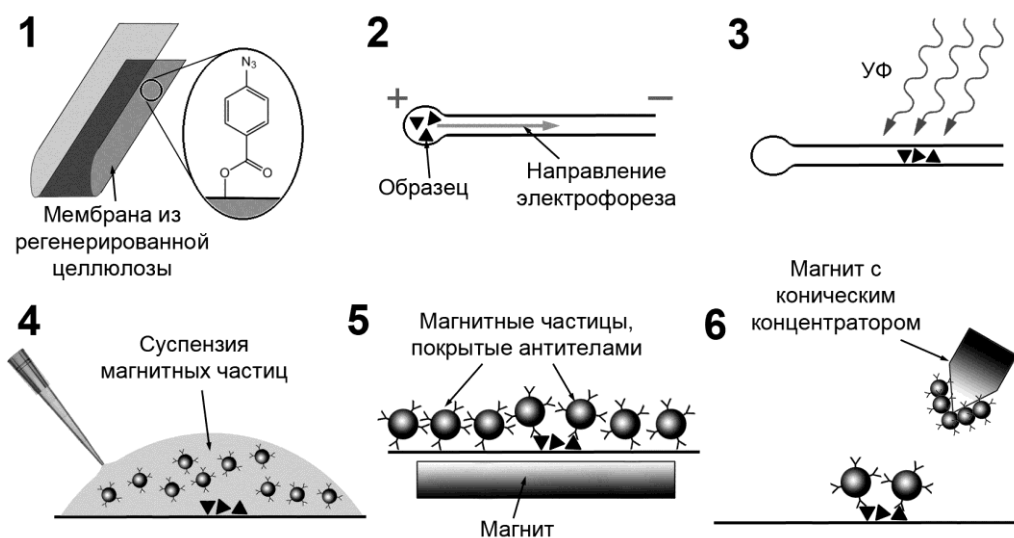 1
N₃
O
O
Мембрана из
регенерированной
целлюлозы
2
+
−
Образец
Направление
электрофореза
3
УФ
4
Суспензия
магнитных частиц
5
Магнитные частицы,
покрытые антителами
Магнит
6
Магнит с
коническим
концентратором